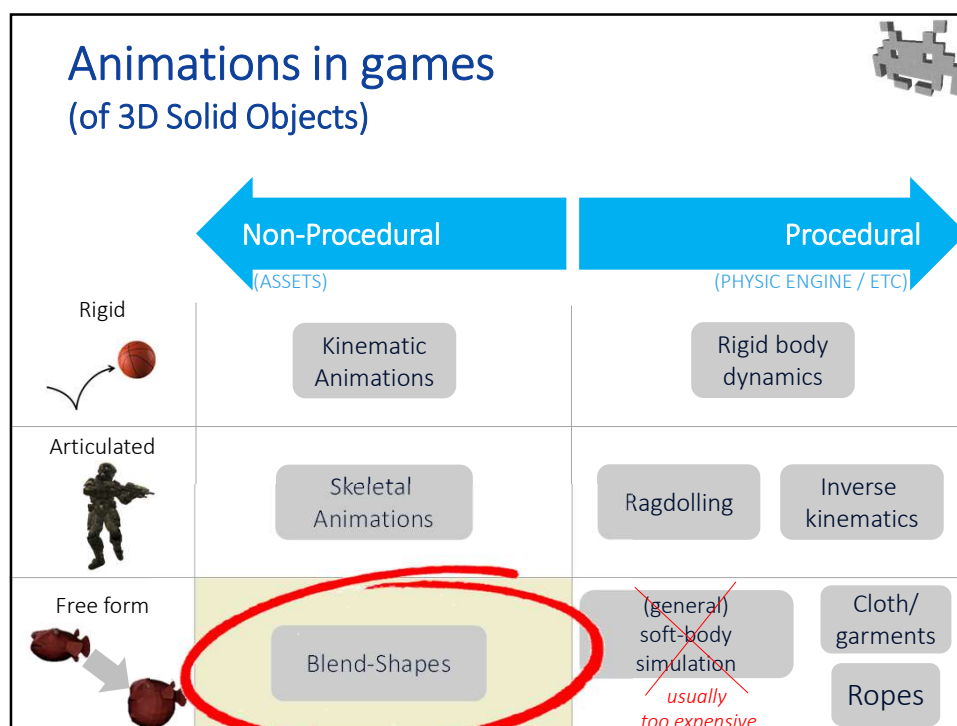 Animations in games
(of 3D Solid Objects)
Non-Procedural
Procedural
(ASSETS)
(PHYSIC ENGINE / ETC)
Rigid
Kinematic
Animations
Rigid body
dynamics
Articulated
Skeletal
Animations
Ragdolling
Inverse
kinematics
Free form
Blend-Shapes
(general)
soft-body
simulation
usually
too expensive
Cloth/
garments
Ropes